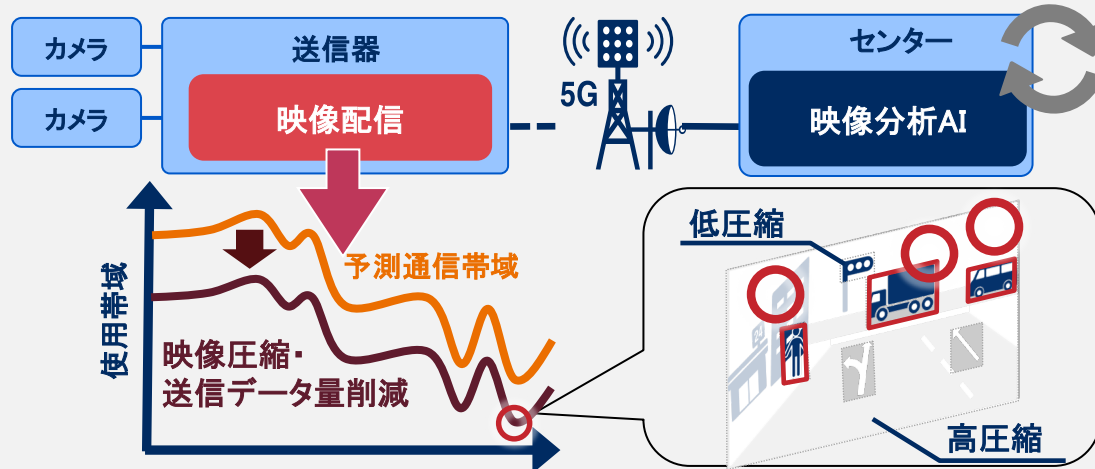 カメラ
カメラ
送信器
映像配信
5G
センター
映像分析AI
使用帯域
予測通信帯域
映像圧縮・
送信データ量削減
低圧縮
高圧縮